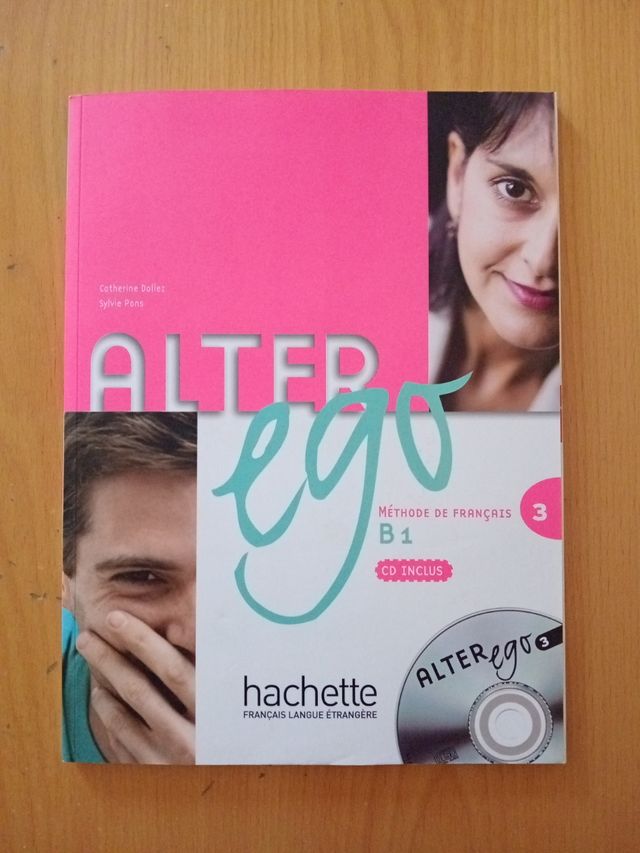 Catherine Dollez
Sylvie Pons
ALTER
ego
MÉTHODE DE FRANÇAIS
3
B1
CD INCLUS
ALTER ego 3
hachette
FRANÇAIS LANGUE ÉTRANGÈRE